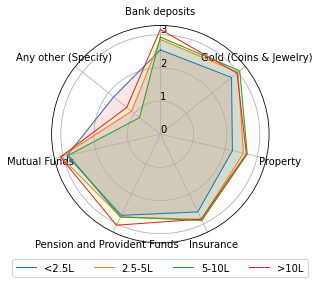 Bank deposits
3
Any other (Specify)
Gold (Coins & Jewelry)
2
1
0
Mutual Funds
Property
Pension and Provident Funds
Insurance
<2.5L 2.5-5L 5-10L >10L